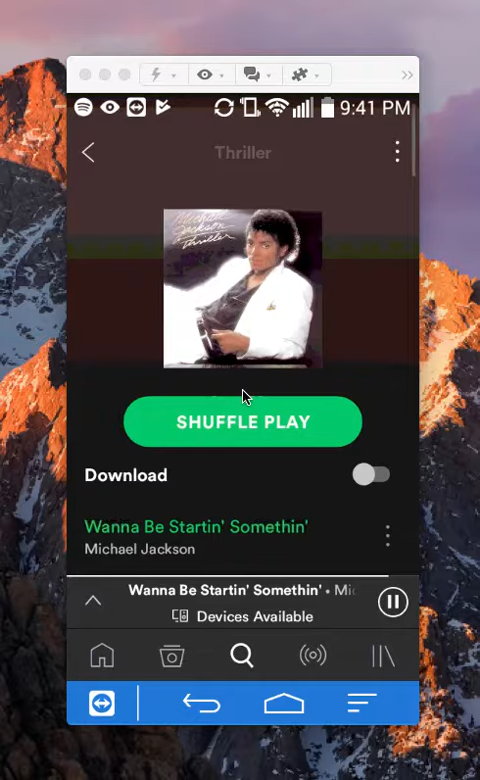 9:41 PM
Thriller
Michael
Jackson
Thriller
SHUFFLE PLAY
Download
Wanna Be Startin' Somethin'
Michael Jackson
Wanna Be Startin' Somethin' • Mic
Devices Available